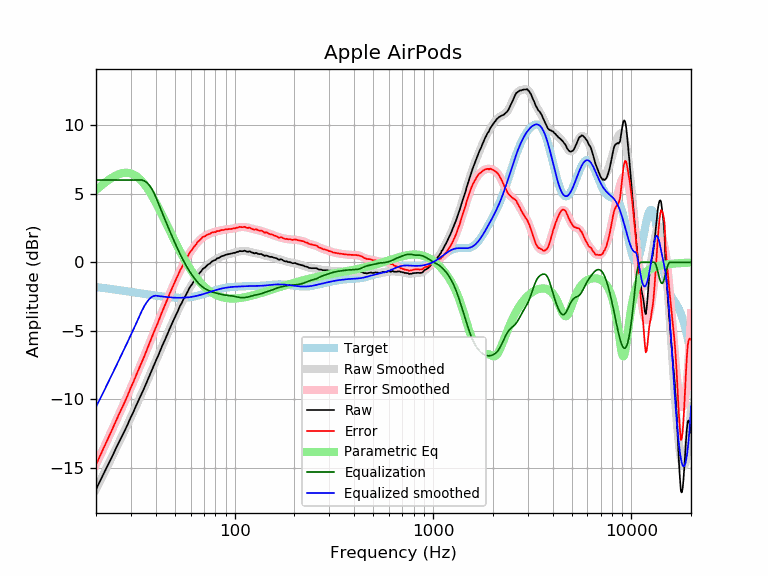 Apple AirPods
Amplitude (dBr)
10
5
0
−5
−10
−15
Target
Raw Smoothed
Error Smoothed
Raw
Error
Parametric Eq
Equalization
Equalized smoothed
100 1000 10000
Frequency (Hz)